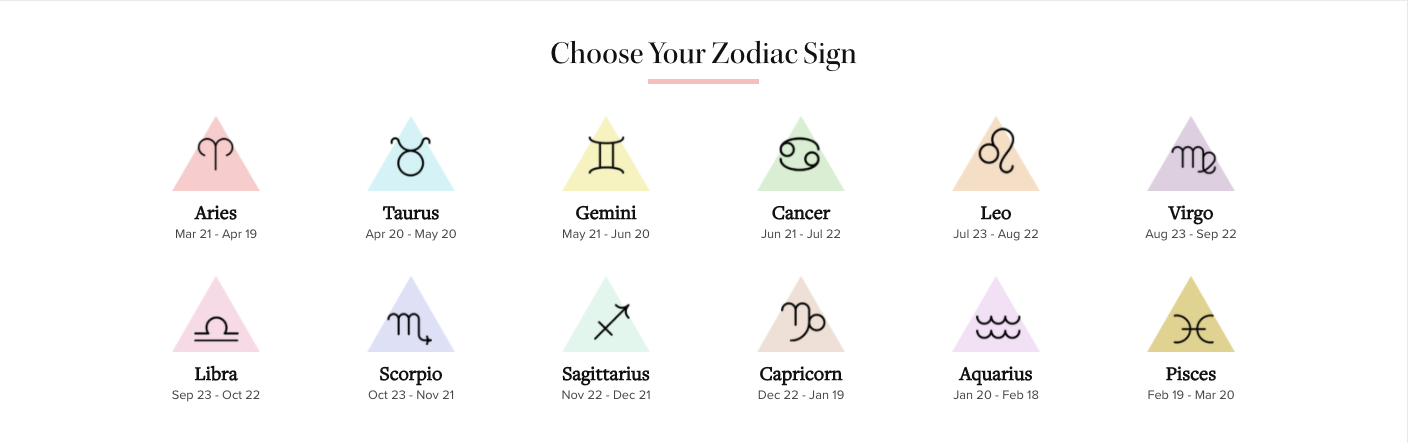 Choose Your Zodiac Sign
Aries
Mar 21 - Apr 19
Taurus
Apr 20 - May 20
Gemini
May 21 - Jun 20
Cancer
Jun 21 - Jul 22
Leo
Jul 23 - Aug 22
Virgo
Aug 23 - Sep 22
Libra
Sep 23 - Oct 22
Scorpio
Oct 23 - Nov 21
Sagittarius
Nov 22 - Dec 21
Capricorn
Dec 22 - Jan 19
Aquarius
Jan 20 - Feb 18
Pisces
Feb 19 - Mar 20